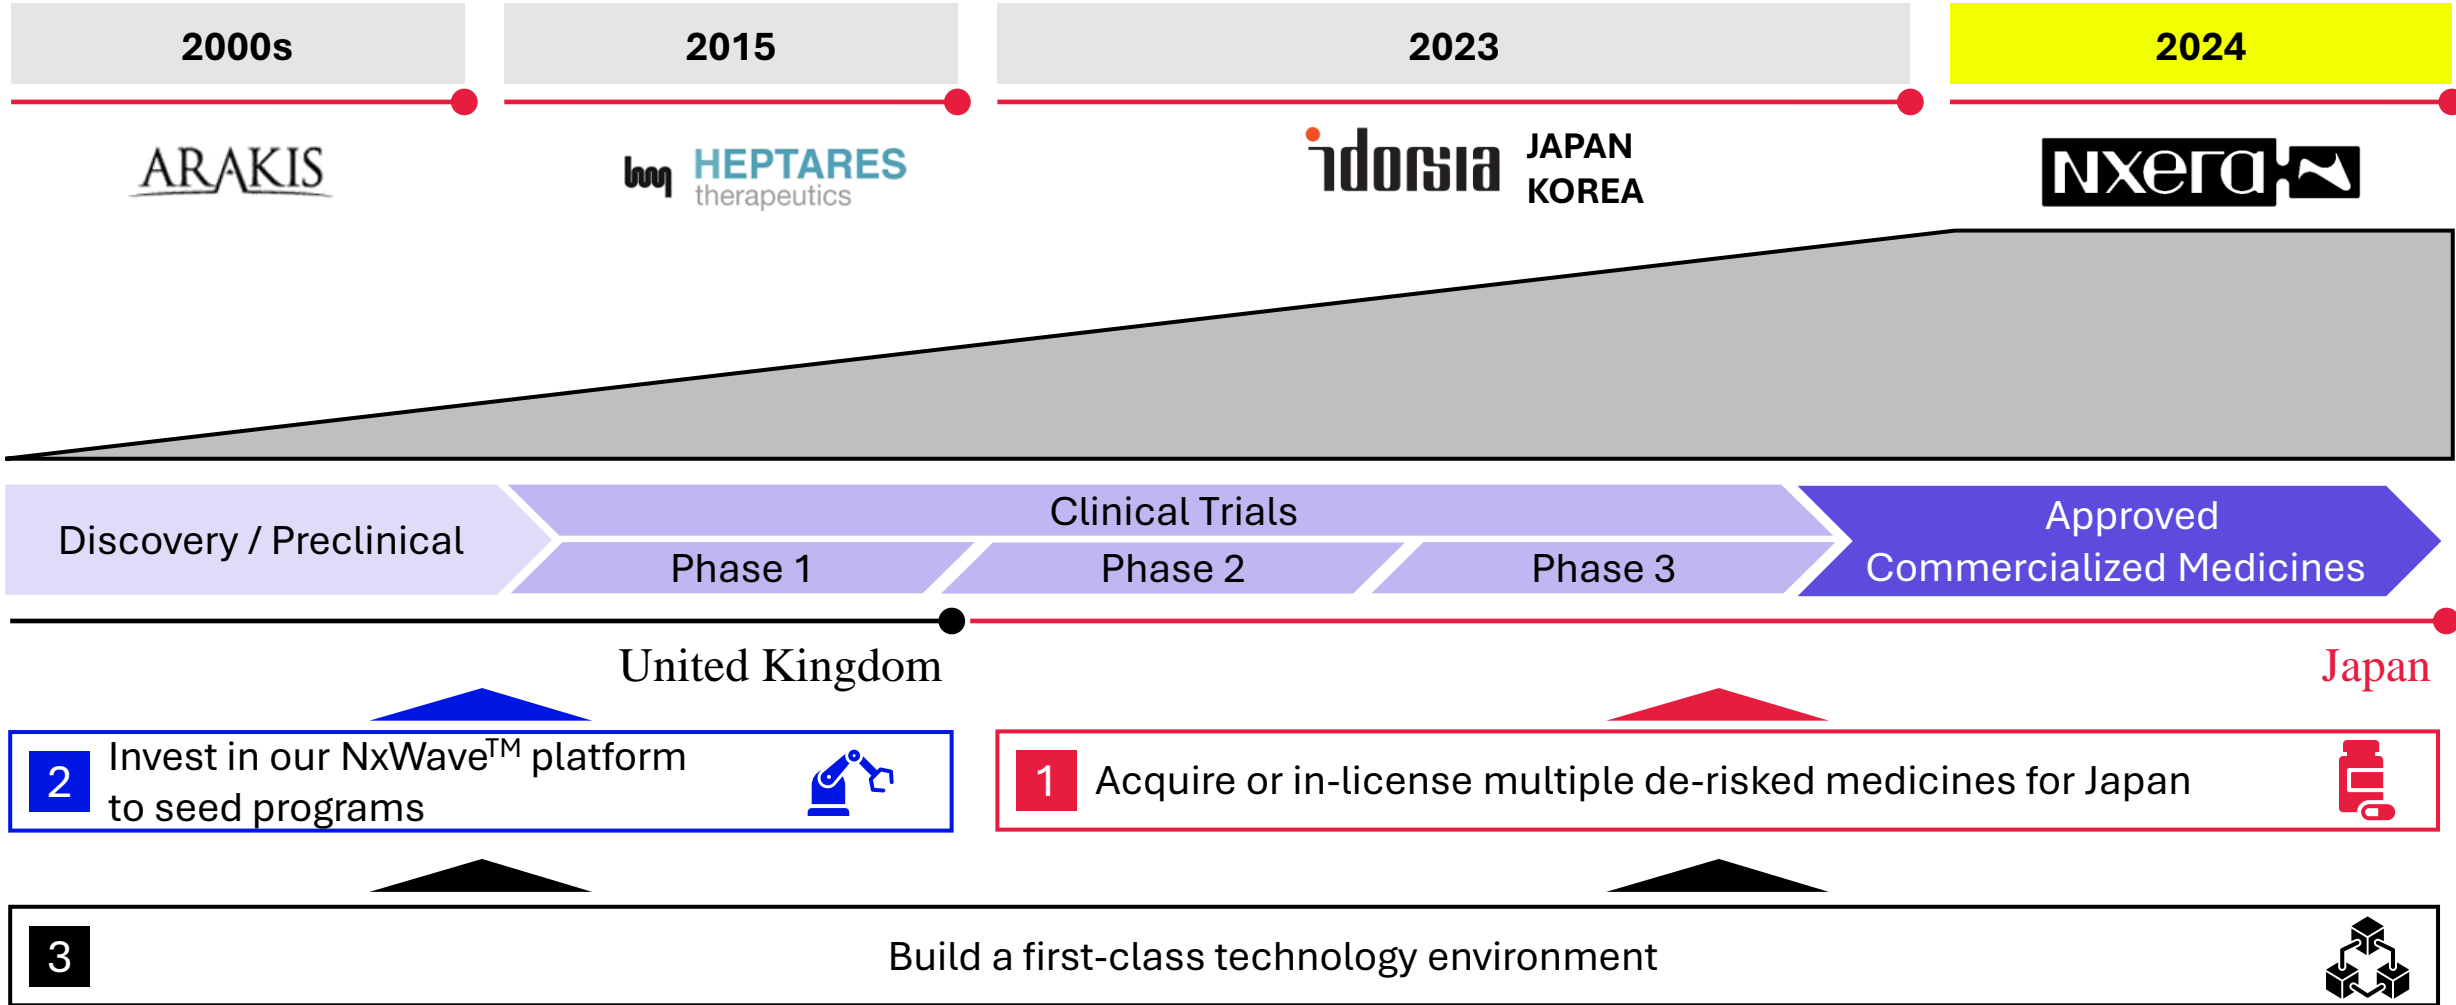 2000s
2015
2023
2024
ARAKIS
HEPTARES
therapeutics
idorsia
JAPAN
KOREA
Nxera
Discovery / Preclinical
Clinical Trials
Phase 1
Phase 2
Phase 3
Approved
Commercialized Medicines
United Kingdom
Japan
2
Invest in our NxWave™ platform
to seed programs
1
Acquire or in-license multiple de-risked medicines for Japan
3
Build a first-class technology environment